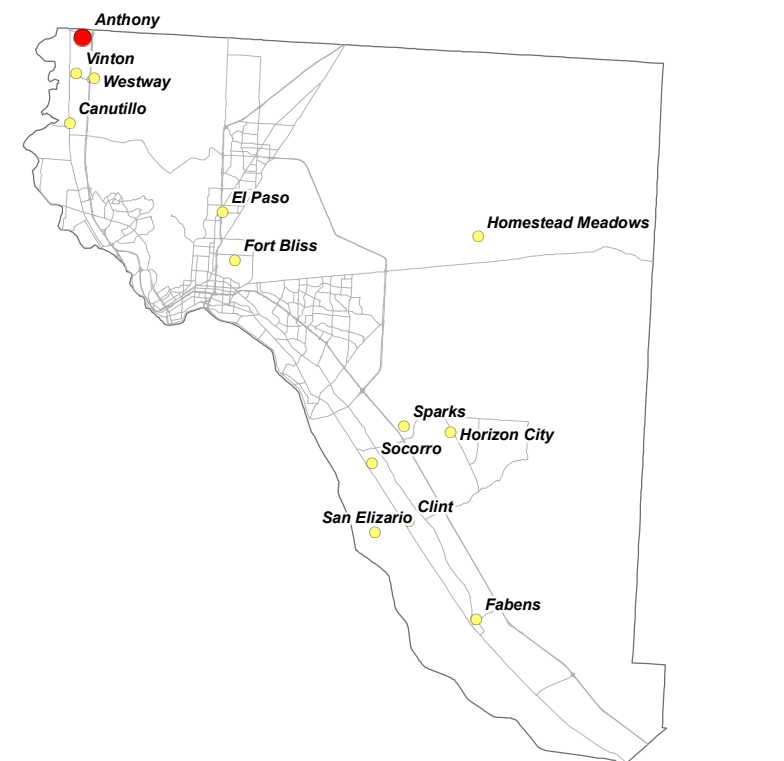 Anthony
Vinton
Westway
Canutillo
El Paso
Homestead Meadows
Fort Bliss
Sparks
Horizon City
Socorro
Clint
San Elizario
Fabens